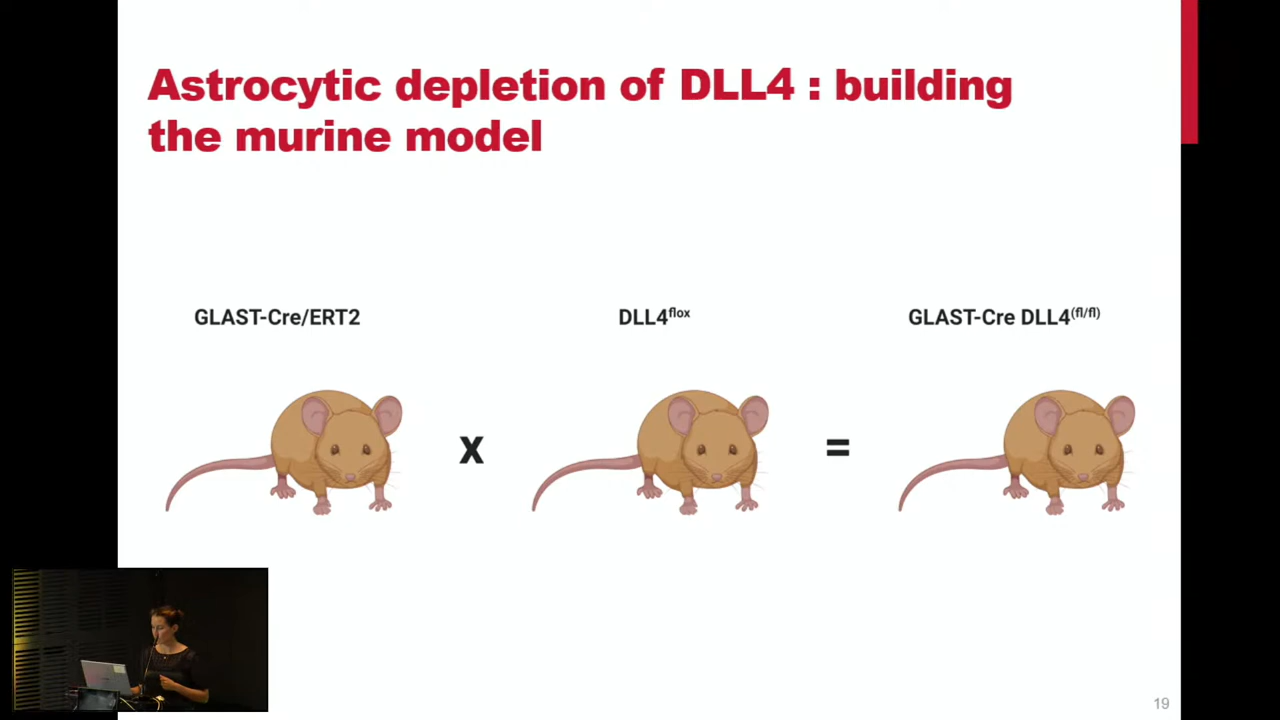 Astrocytic depletion of DLL4 : building
the murine model
GLAST-Cre/ERT2
DLL4flox
GLAST-Cre DLL4(fl/fl)
x
=
19